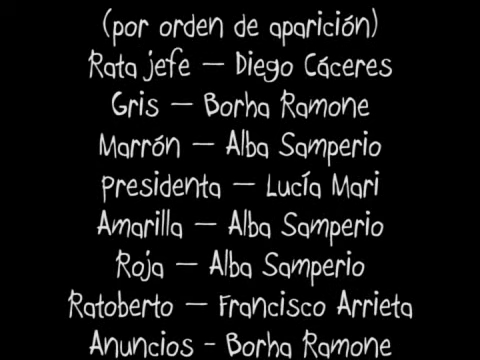 (por orden de aparición)
Rata jefe — Diego Cáceres
Gris — Borha Ramone
Marrón — Alba Samperio
Presidenta — Lucía Mari
Amarilla — Alba Samperio
Roja — Alba Samperio
Ratoberto — Francisco Arrieta
Anuncios - Borha Ramone